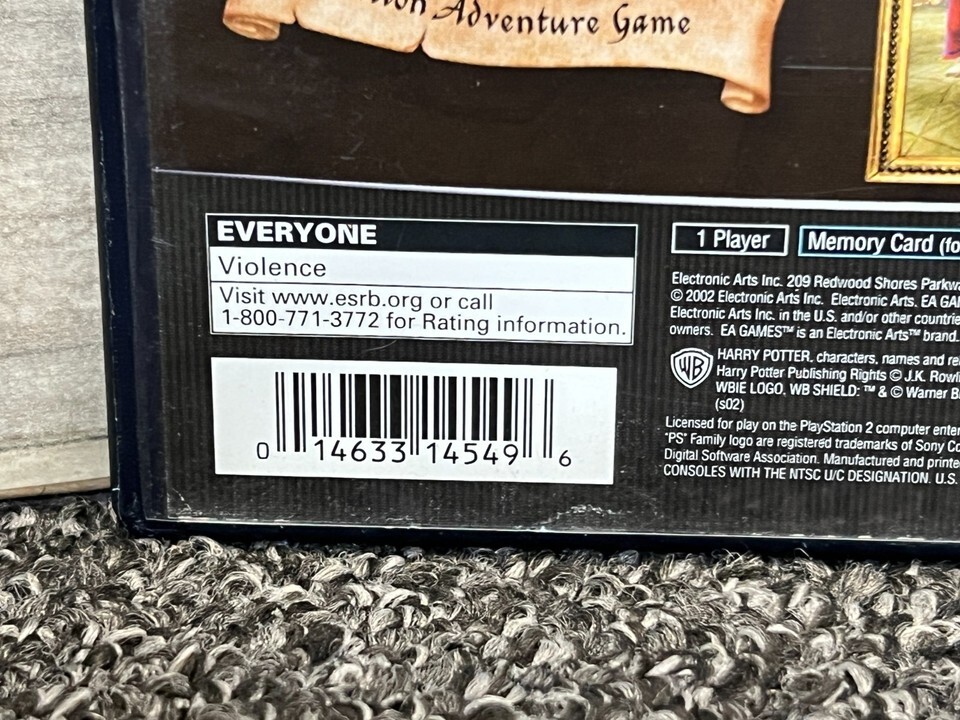 Adventure Game
EVERYONE
Violence
Visit www.esrb.org or call
1-800-771-3772 for Rating information.
0 14633 14549 6
1 Player
Memory Card
Electronic Arts Inc. 209 Redwood Shores
© 2002 Electronic Arts Inc. Electronic Arts, EA
Electronic Arts Inc. in the U.S. and/or other
owners. EA GAMES™ is an Electronic Arts™ brand.
WB
HARRY POTTER, characters, names and
Harry Potter Publishing Rights © J.K.
WBIE LOGO, WB SHIELD: ™ & © Warner
(s02)
Licensed for play on the PlayStation 2 computer
"PS" Family logo are registered trademarks of Sony
Digital Software Association. Manufactured and
CONSOLES WITH THE NTSC U/C DESIGNATION. U.S.